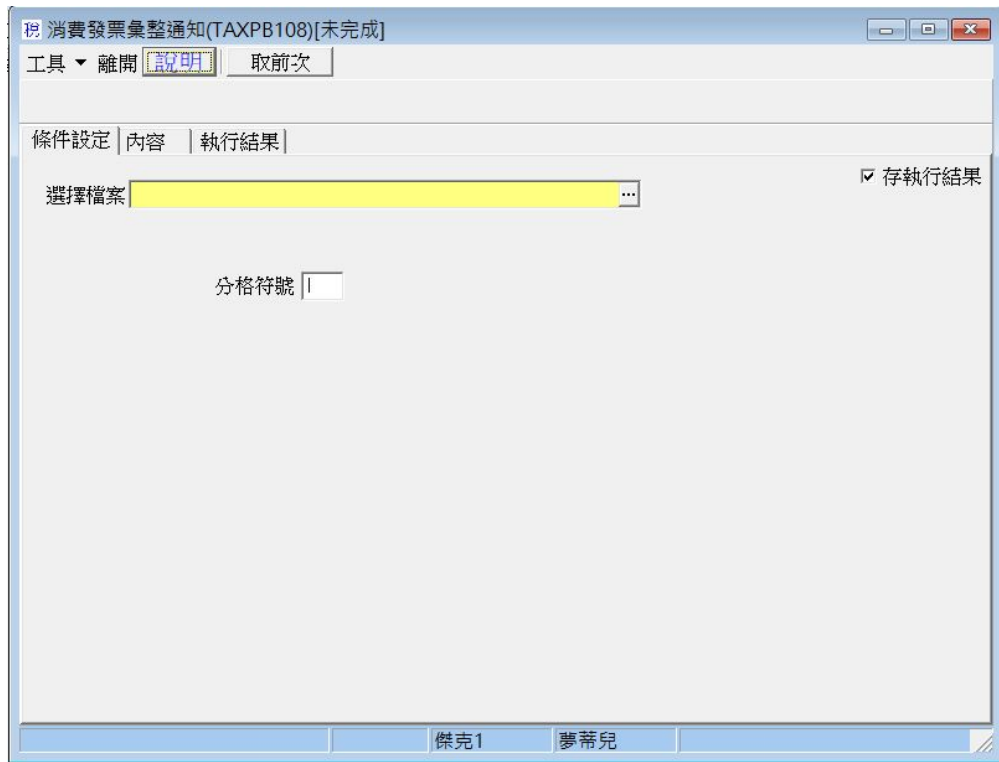 稅 消費發票彙整通知(TAXPB108)[未完成]
工具 ▼ 離開 說明 取前次
條件設定 內容 執行結果
存執行結果
選擇檔案 ...
分格符號 |
傑克1 夢蒂兒